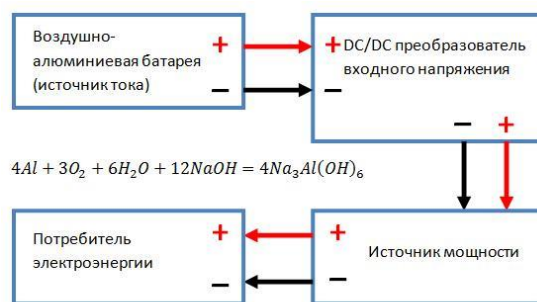 Воздушно-
алюминиевая батарея
(источник тока)
+ +
− −
DC/DC преобразователь
входного напряжения
− +
4Al + 3O₂ + 6H₂O + 12NaOH = 4Na₃Al(OH)₆
Потребитель
электроэнергии
+ +
− −
Источник мощности